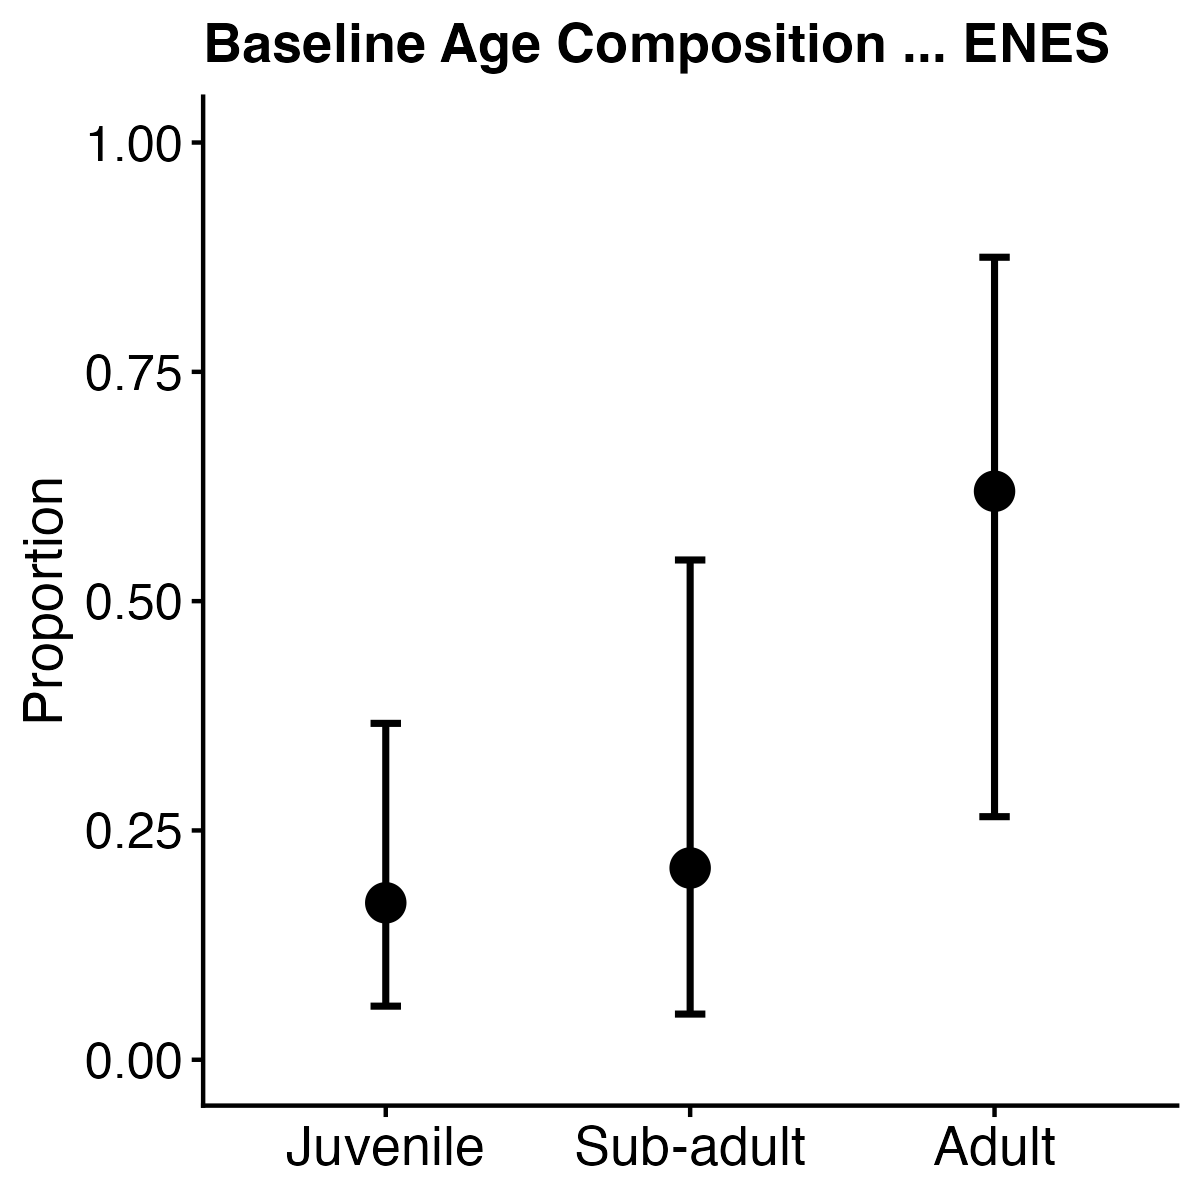 Baseline Age Composition ... ENES
1.00
0.75
0.50
0.25
0.00
Proportion
Juvenile Sub-adult Adult